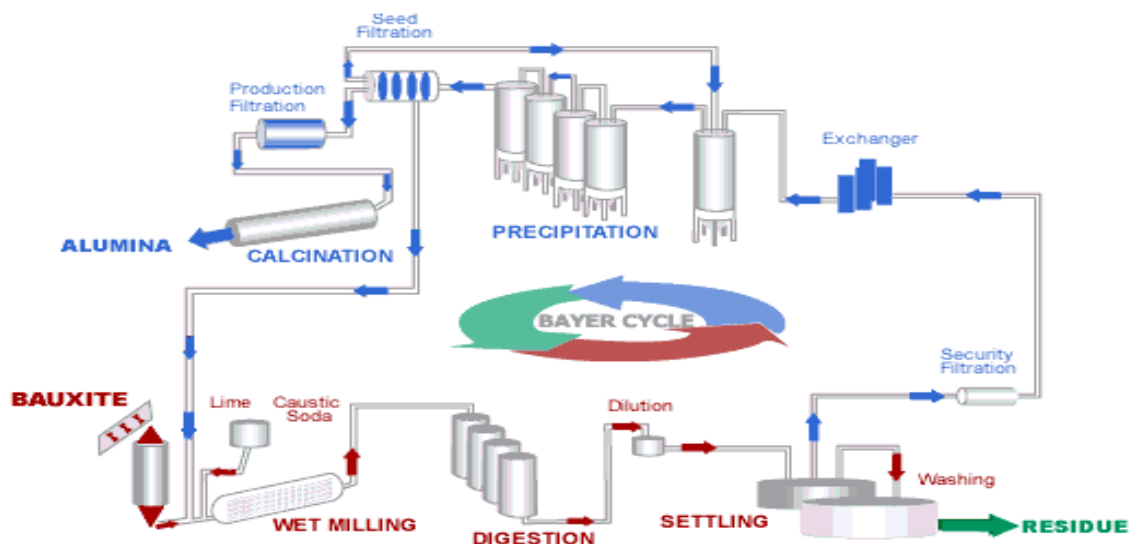 Seed
Filtration
Production
Filtration
Exchanger
ALUMINA
CALCINATION
PRECIPITATION
BAYER CYCLE
Security
Filtration
BAUXITE
Lime
Caustic
Soda
Dilution
Washing
WET MILLING
DIGESTION
SETTLING
RESIDUE